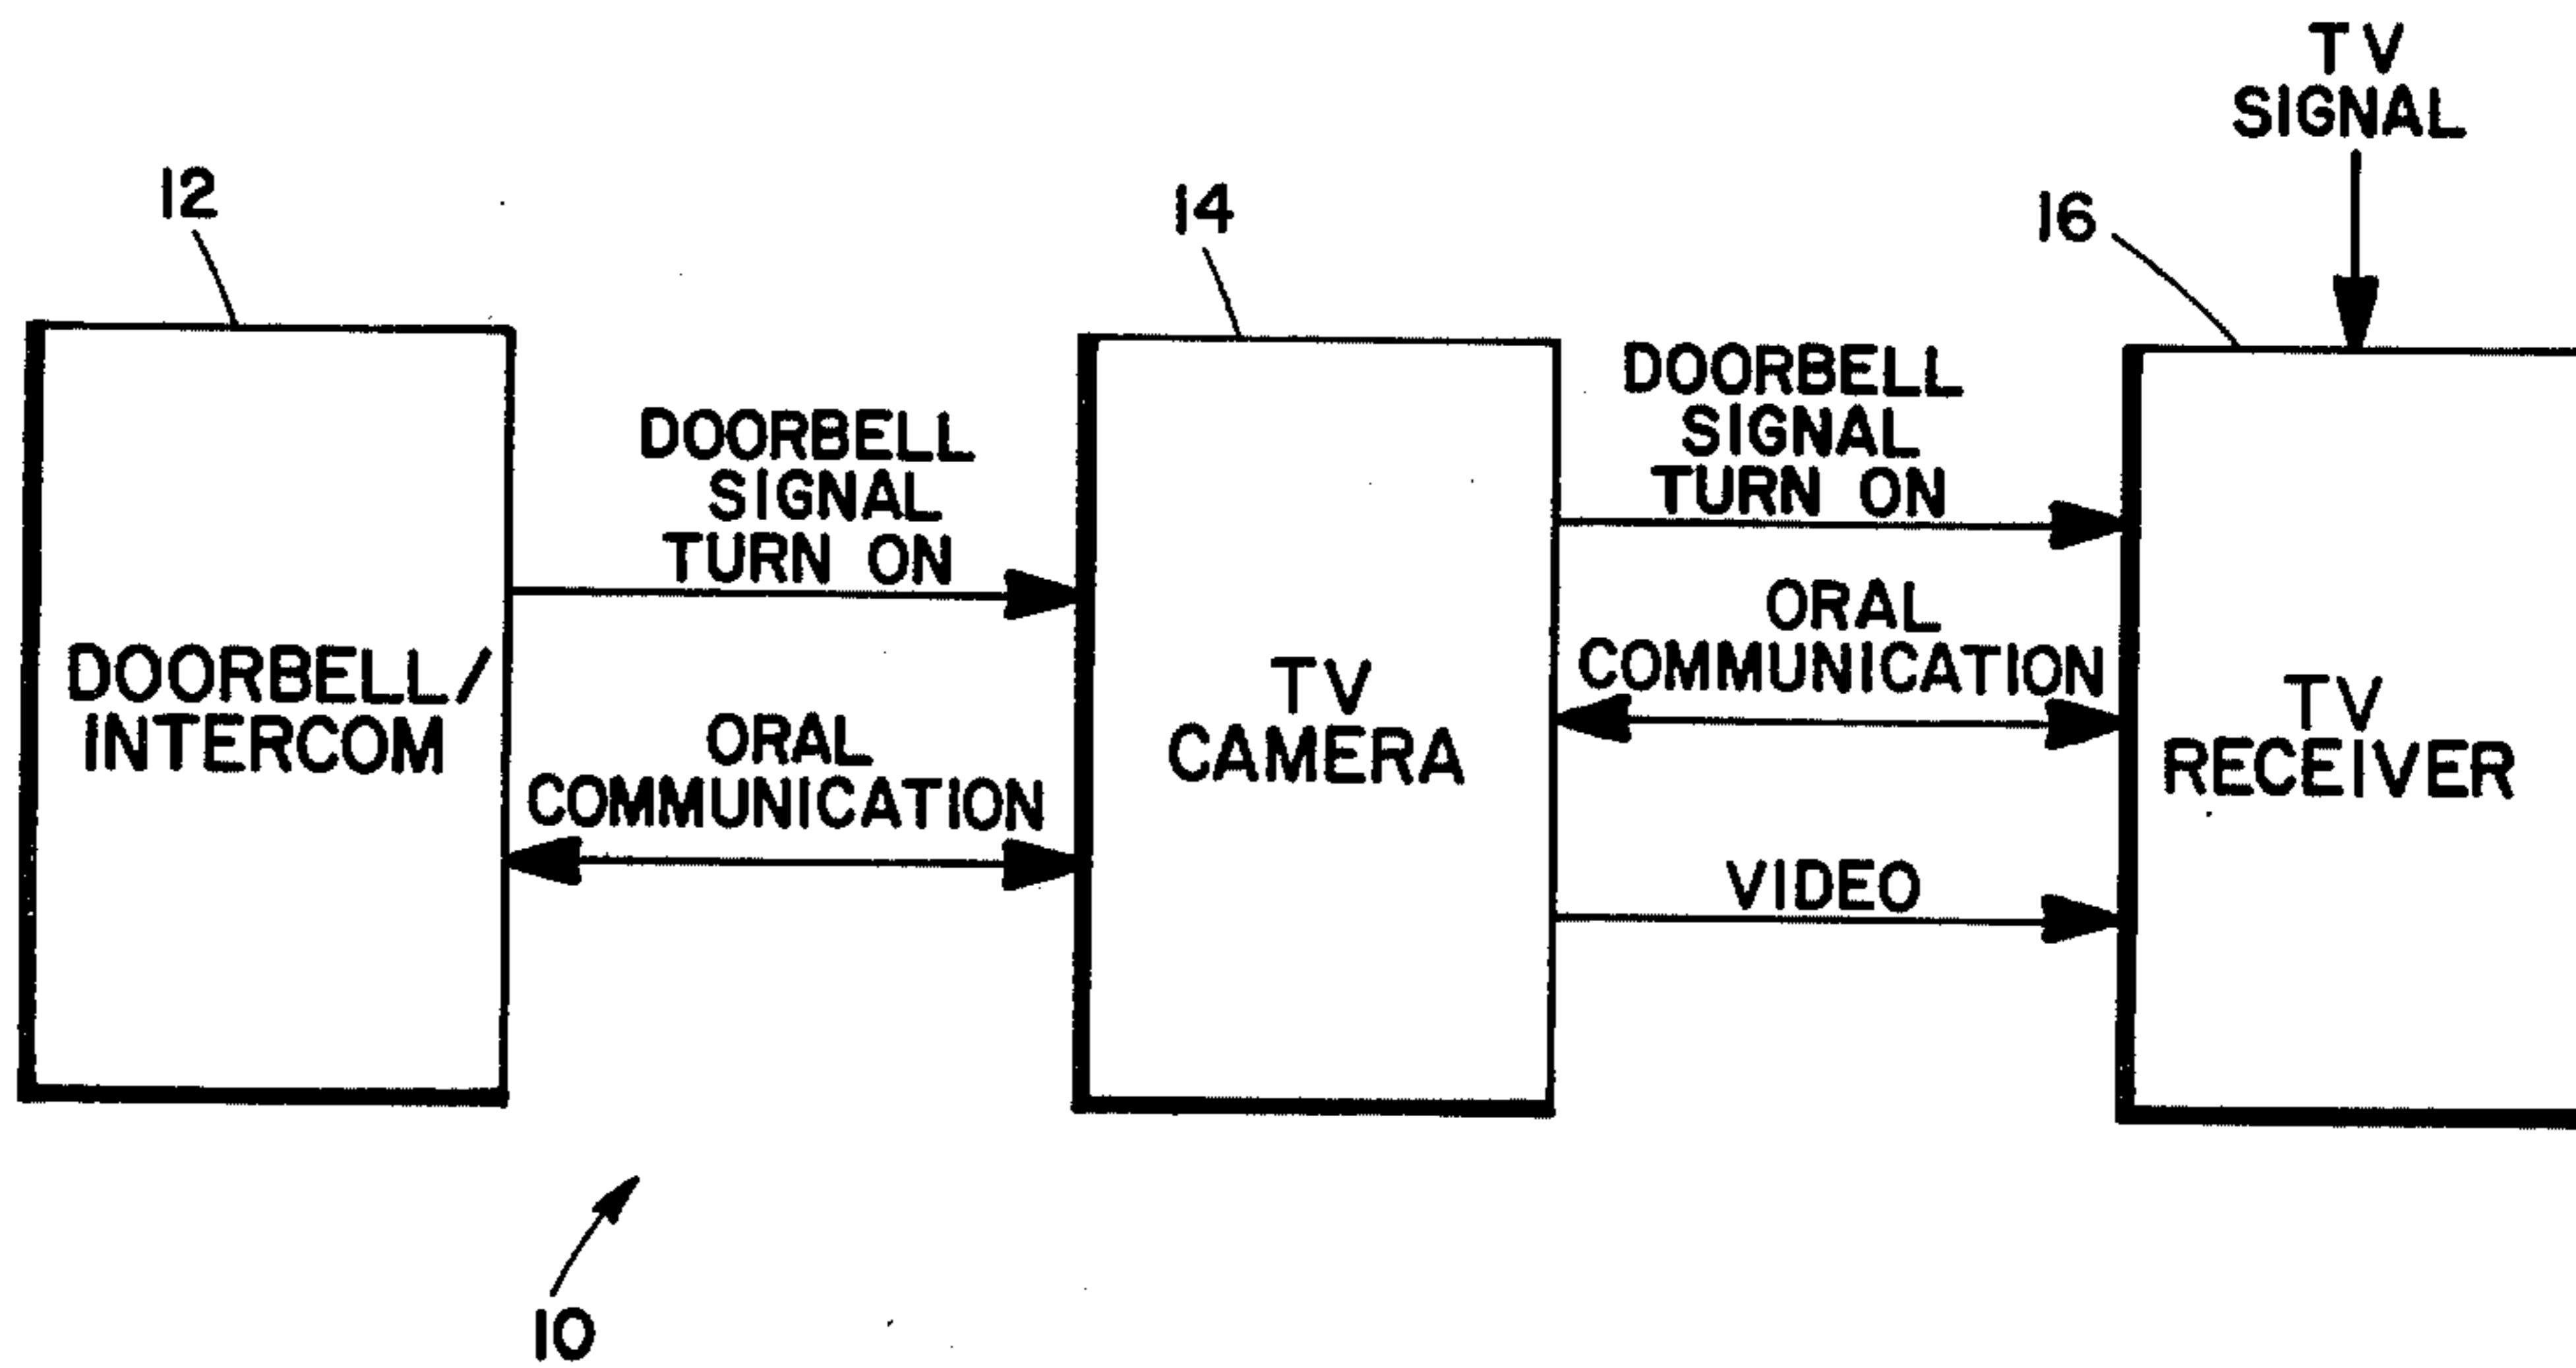 TV
SIGNAL
12
14
16
DOORBELL
SIGNAL
TURN ON
DOORBELL
SIGNAL
TURN ON
ORAL
COMMUNICATION
DOORBELL/
INTERCOM
ORAL
COMMUNICATION
TV
CAMERA
TV
RECEIVER
VIDEO
10